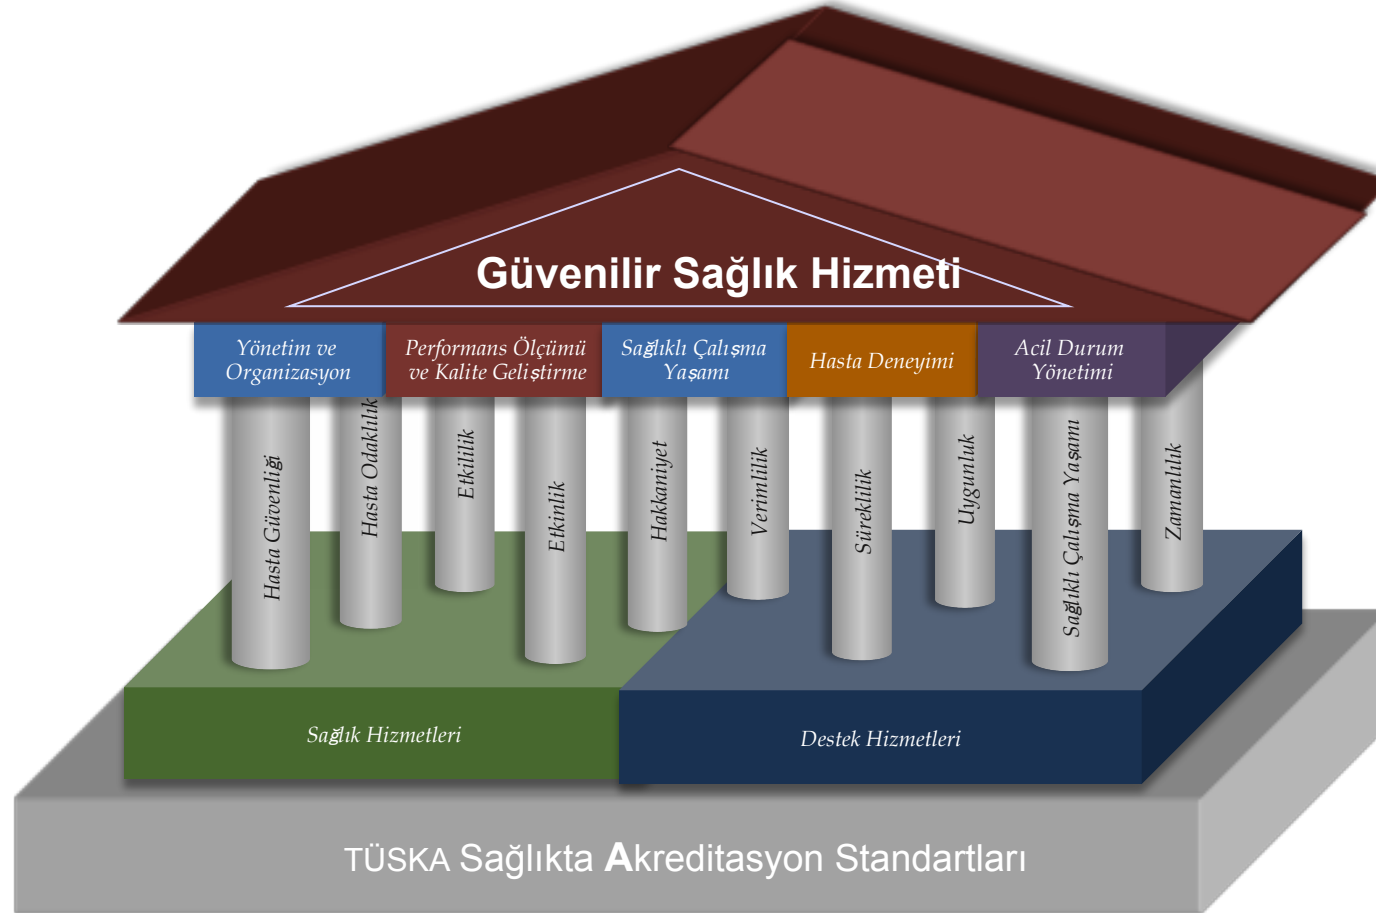 Güvenilir Sağlık Hizmeti
Yönetim ve
Organizasyon
Performans Ölçümü
ve Kalite Geliştirme
Sağlıklı Çalışma
Yaşamı
Hasta Deneyimi
Acil Durum
Yönetimi
Hasta Güvenliği
Hasta Odaklılık
Etkililik
Etkinlik
Hakkaniyet
Verimlilik
Süreklilik
Uygunluk
Sağlıklı Çalışma Yaşamı
Zamanlılık
Sağlık Hizmetleri
Destek Hizmetleri
TÜSKA Sağlıkta Akreditasyon Standartları